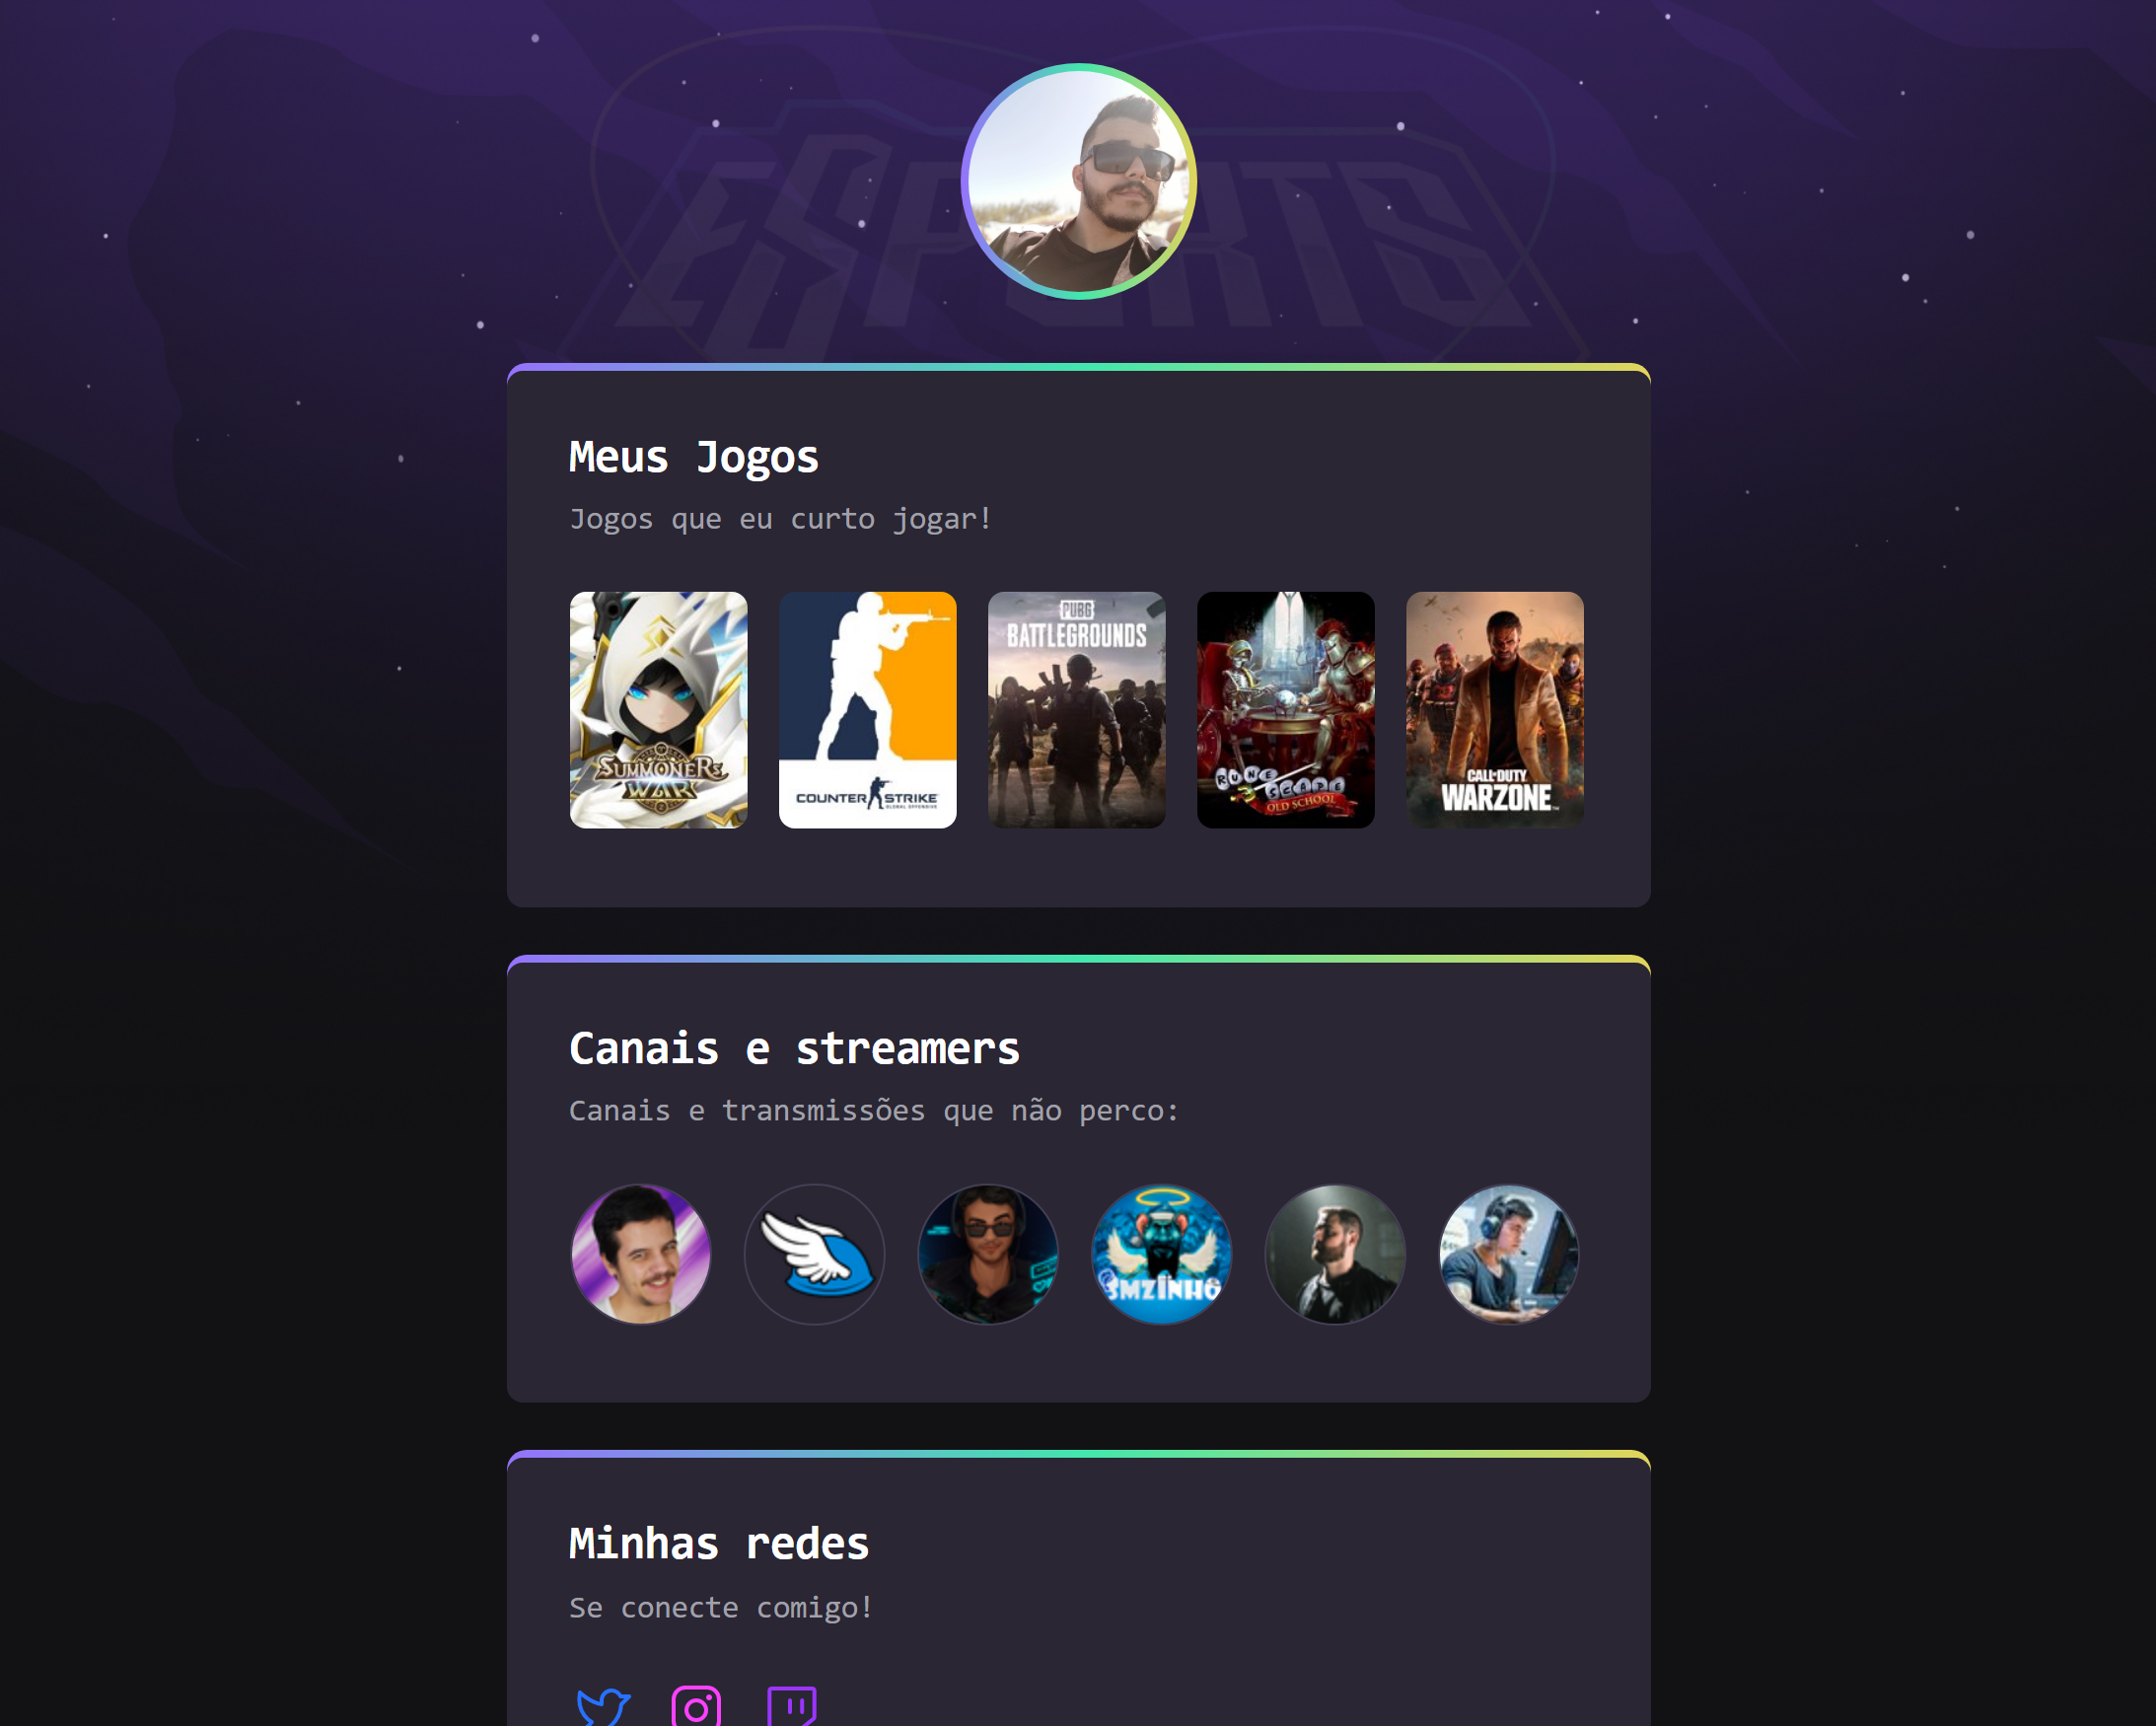 ESPORTS
Meus Jogos
Jogos que eu curto jogar!
SUMMONERS
WAR
COUNTER STRIKE
GLOBAL OFFENSIVE
PUBG
BATTLEGROUNDS
RUNE
SCAPE
OLD SCHOOL
CALL OF DUTY
WARZONE
Canais e streamers
Canais e transmissões que não perco:
3MZINH6
Minhas redes
Se conecte comigo!